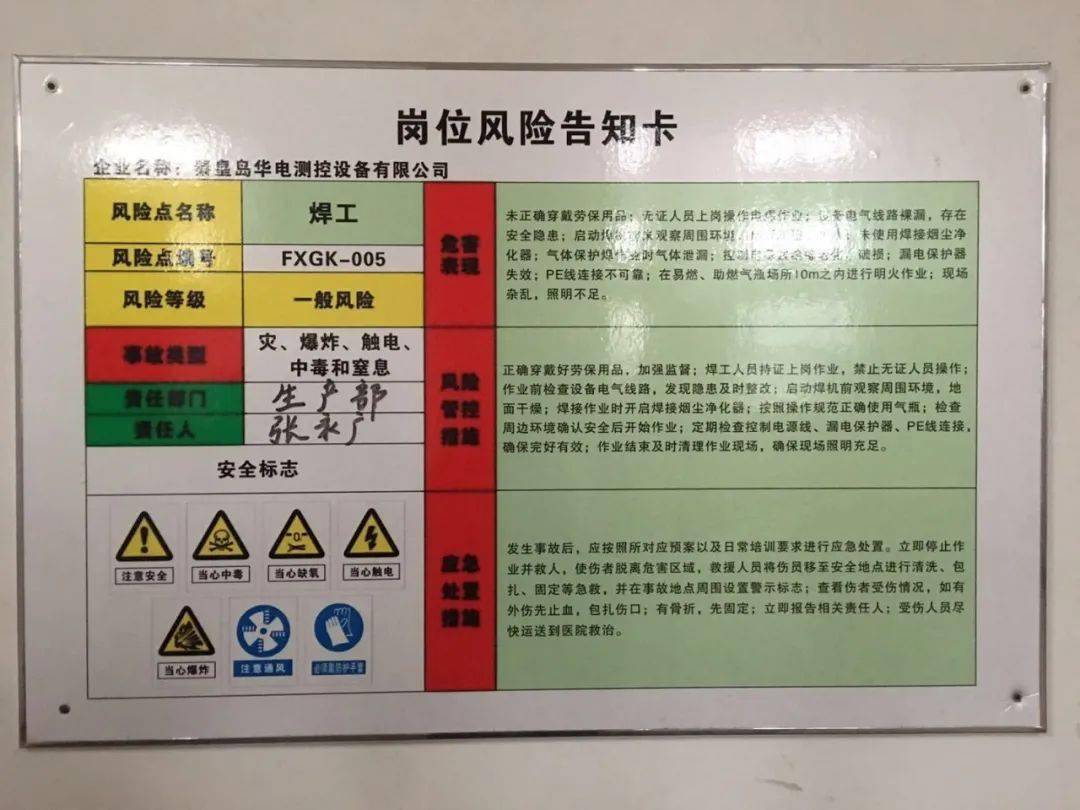 岗位风险告知卡
企业名称：秦皇岛华电测控设备有限公司
风险点名称
焊工
风险点编号
FXGK-005
风险等级
一般风险
事故类型
灾、爆炸、触电、
中毒和窒息
责任部门
生产部
责任人
张永广
安全标志
注意安全
当心中毒
当心缺氧
当心触电
当心爆炸
注意通风
必须戴防护手套
危害
表现
未正确穿戴劳保用品；无证人员上岗操作电焊作业；设备电气线路裸漏，存在
安全隐患；启动焊机前未观察周围环境
未使用焊接烟尘净
化器；气体保护焊作业时气体泄漏；控制电源线绝缘老化、破损；漏电保护器
失效；PE线连接不可靠；在易燃、助燃气瓶场所10m之内进行明火作业；现场
杂乱，照明不足。
风险
管控
措施
正确穿戴好劳保用品，加强监督；焊工人员持证上岗作业，禁止无证人员操作；
作业前检查设备电气线路，发现隐患及时整改；启动焊机前观察周围环境，地
面干燥；焊接作业时开启焊接烟尘净化器；按照操作规范正确使用气瓶；检查
周边环境确认安全后开始作业；定期检查控制电源线、漏电保护器、PE线连接，
确保完好有效；作业结束及时清理作业现场，确保现场照明充足。
应急
处置
措施
发生事故后，应按照所对应预案以及日常培训要求进行应急处置。立即停止作
业并救人，使伤者脱离危害区域，救援人员将伤员移至安全地点进行清洗、包
扎、固定等急救，并在事故地点周围设置警示标志；查看伤者受伤情况，如有
外伤先止血，包扎伤口；有骨折，先固定；立即报告相关责任人；受伤人员尽
快运送到医院救治。